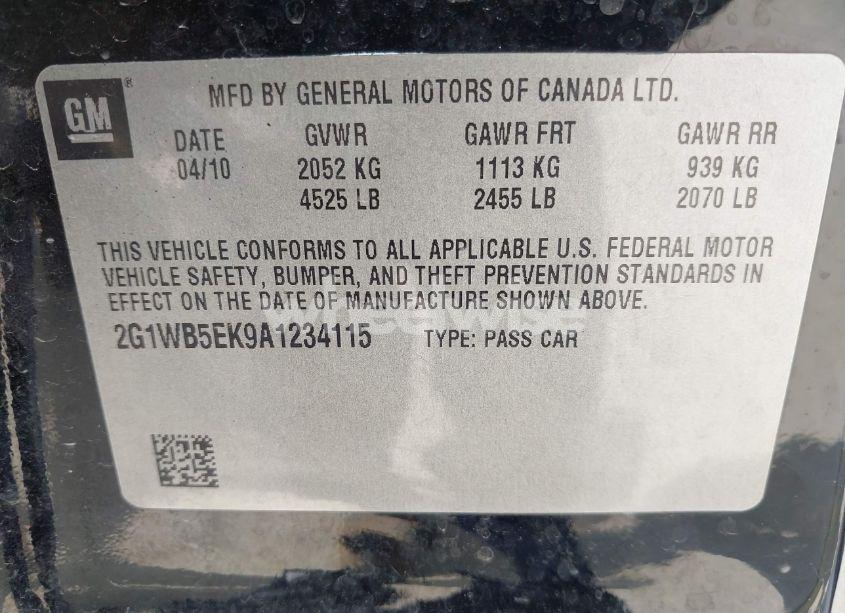 GM ® MFD BY GENERAL MOTORS OF CANADA LTD.
DATE GVWR GAWR FRT GAWR RR
04/10 2052 KG 1113 KG 939 KG
4525 LB 2455 LB 2070 LB
THIS VEHICLE CONFORMS TO ALL APPLICABLE U.S. FEDERAL MOTOR
VEHICLE SAFETY, BUMPER, AND THEFT PREVENTION STANDARDS IN
EFFECT ON THE DATE OF MANUFACTURE SHOWN ABOVE.
wheelwise
2G1WB5EK9A1234115 TYPE: PASS CAR